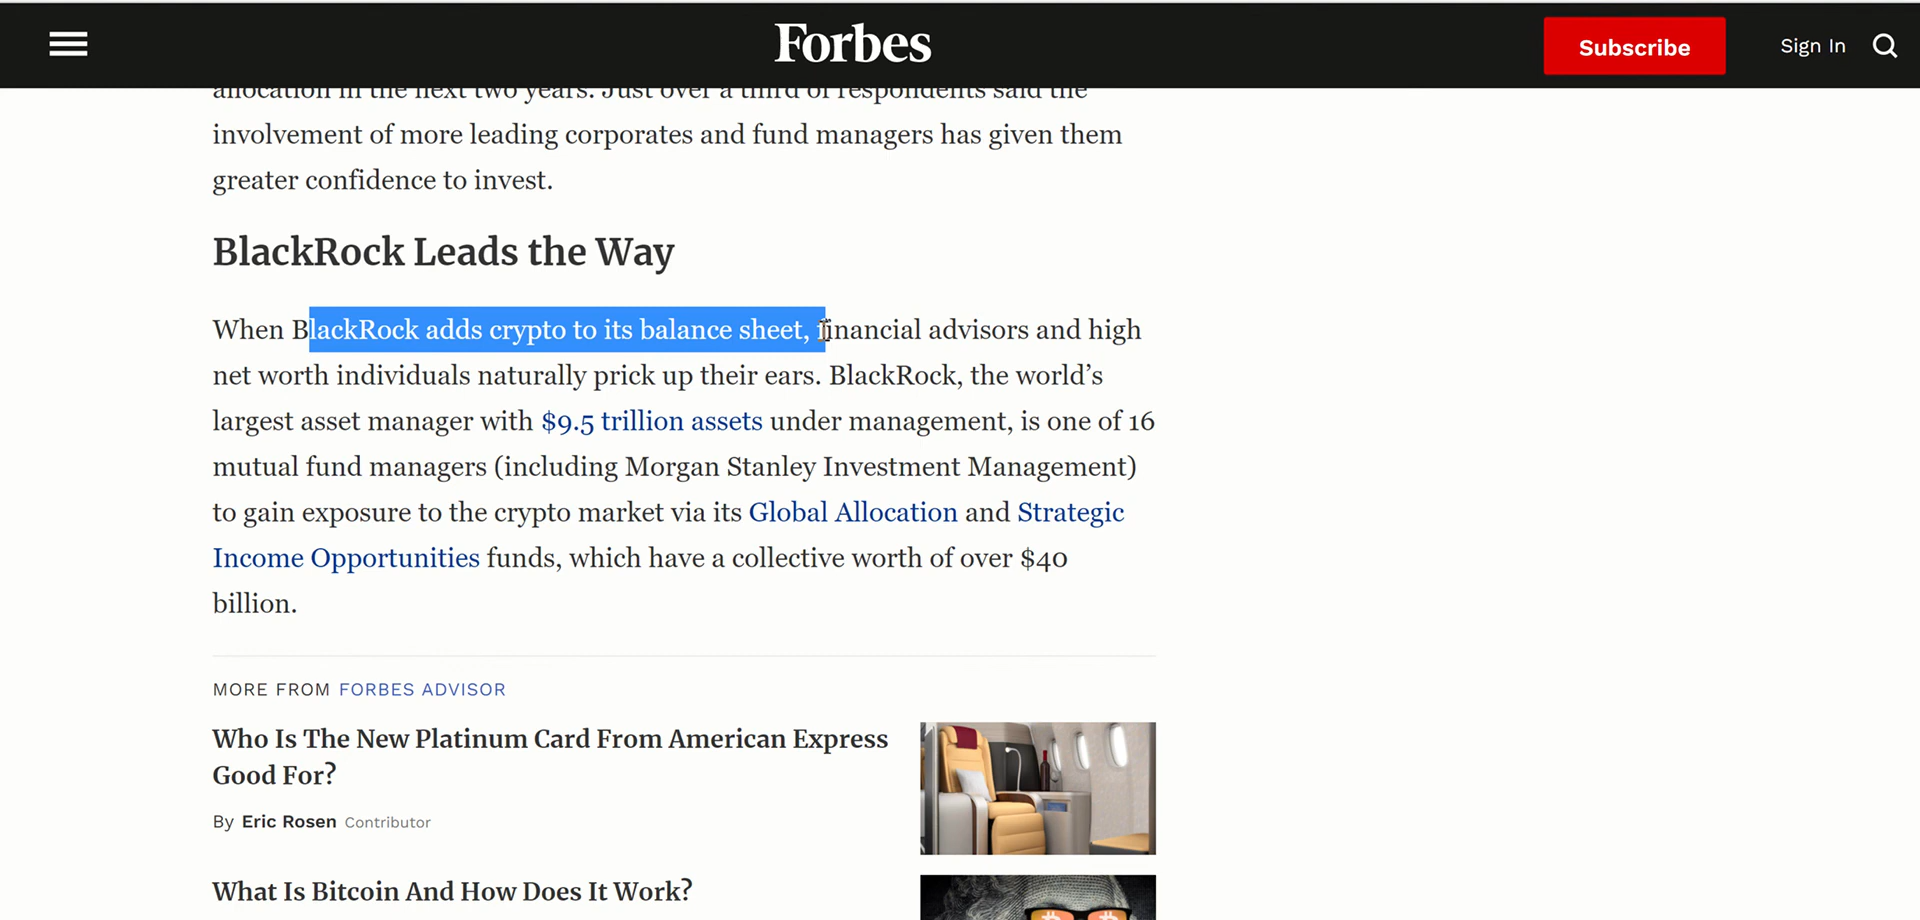 Forbes
Subscribe
Sign In
allocation in the next two years. Just over a third of respondents said the
involvement of more leading corporates and fund managers has given them
greater confidence to invest.
BlackRock Leads the Way
When BlackRock adds crypto to its balance sheet, financial advisors and high
net worth individuals naturally prick up their ears. BlackRock, the world’s
largest asset manager with $9.5 trillion assets under management, is one of 16
mutual fund managers (including Morgan Stanley Investment Management)
to gain exposure to the crypto market via its Global Allocation and Strategic
Income Opportunities funds, which have a collective worth of over $40
billion.
MORE FROM FORBES ADVISOR
Who Is The New Platinum Card From American Express
Good For?
By Eric Rosen Contributor
What Is Bitcoin And How Does It Work?